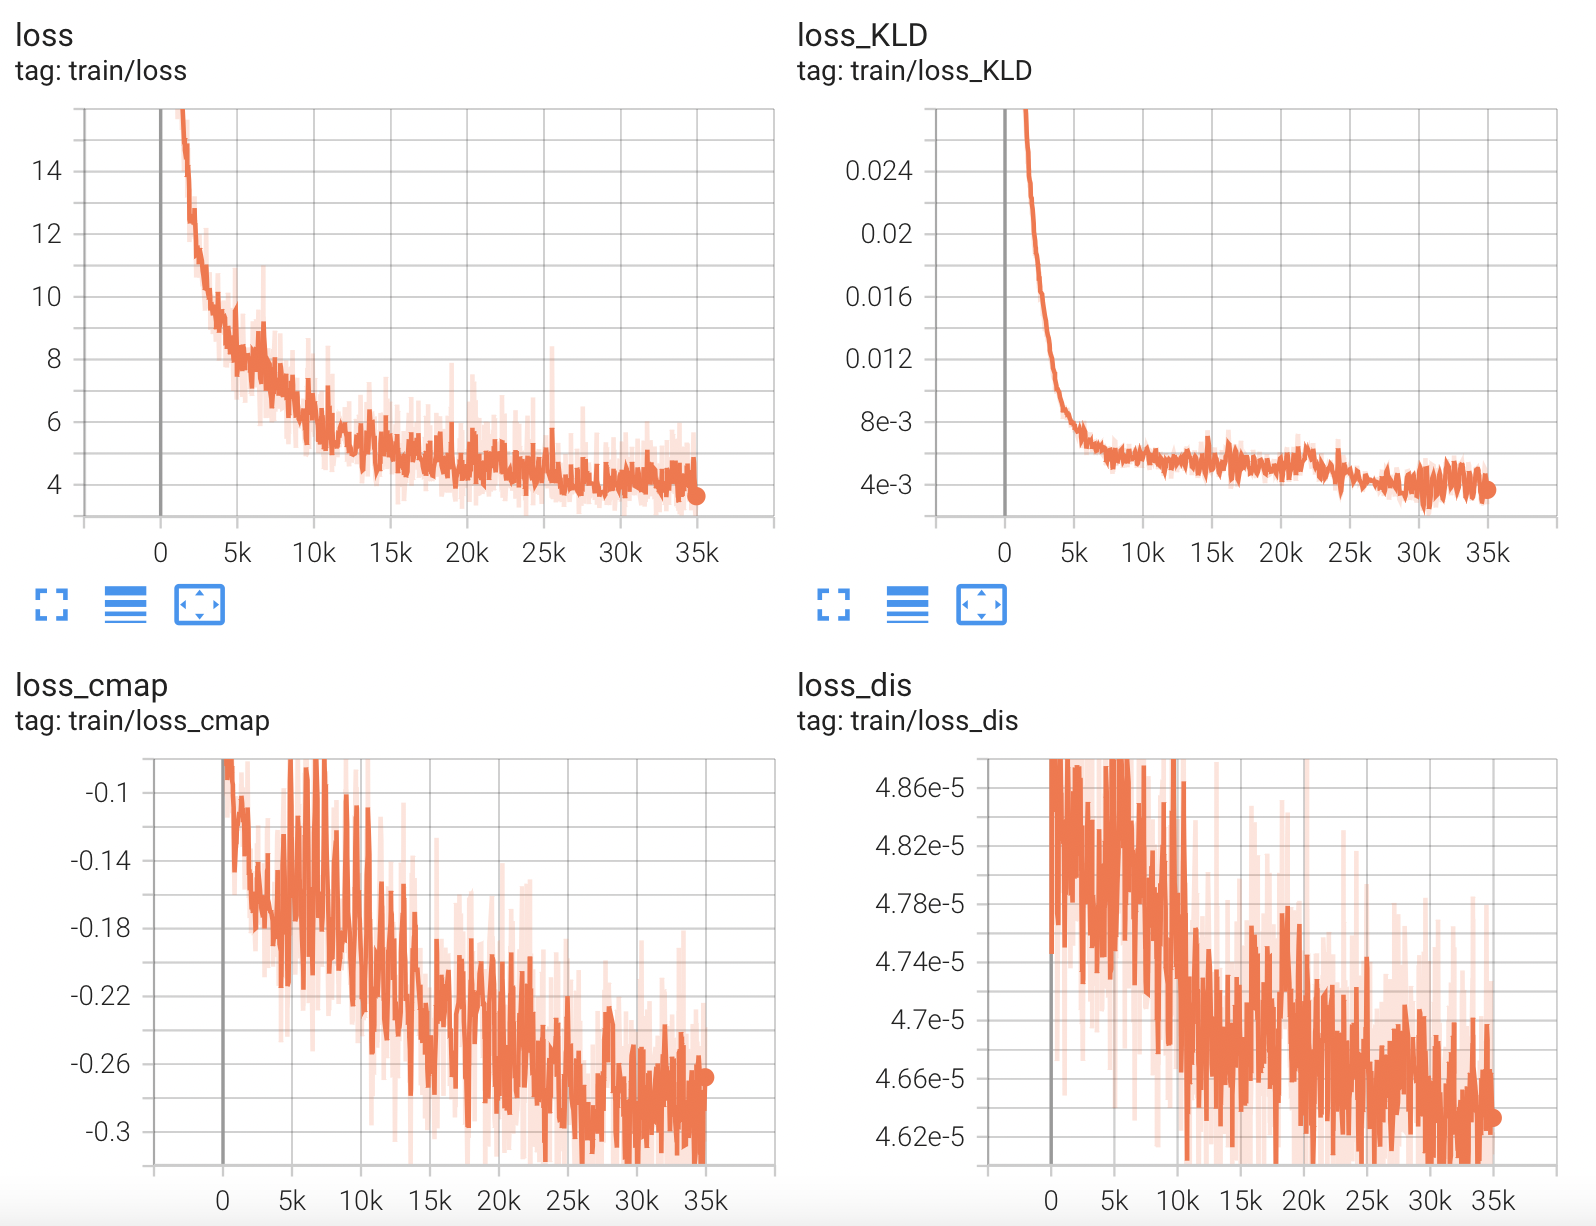 loss
tag: train/loss
14
12
10
8
6
4
0 5k 10k 15k 20k 25k 30k 35k
loss_KLD
tag: train/loss_KLD
0.024
0.02
0.016
0.012
8e-3
4e-3
0 5k 10k 15k 20k 25k 30k 35k
loss_cmap
tag: train/loss_cmap
-0.1
-0.14
-0.18
-0.22
-0.26
-0.3
0 5k 10k 15k 20k 25k 30k 35k
loss_dis
tag: train/loss_dis
4.86e-5
4.82e-5
4.78e-5
4.74e-5
4.7e-5
4.66e-5
4.62e-5
0 5k 10k 15k 20k 25k 30k 35k